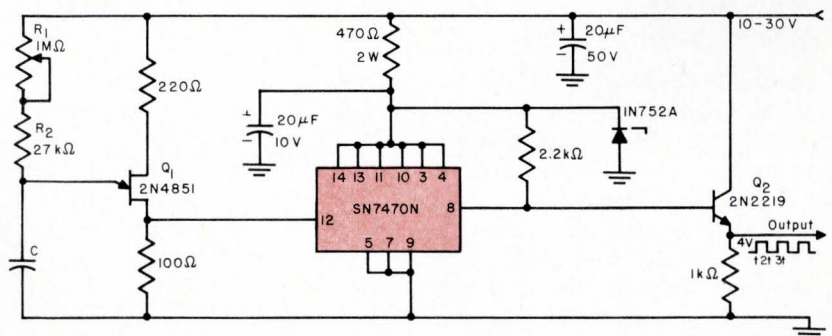 R1
1MΩ
R2
27kΩ
C
220Ω
Q1
2N4851
100Ω
+
20μF
10V
−
470Ω
2W
+
20μF
50V
−
10-30V
1N752A
2.2kΩ
14 13 11 10 3 4
SN7470N
12
8
5 7 9
Q2
2N2219
Output
4V
t 2t 3t
1kΩ